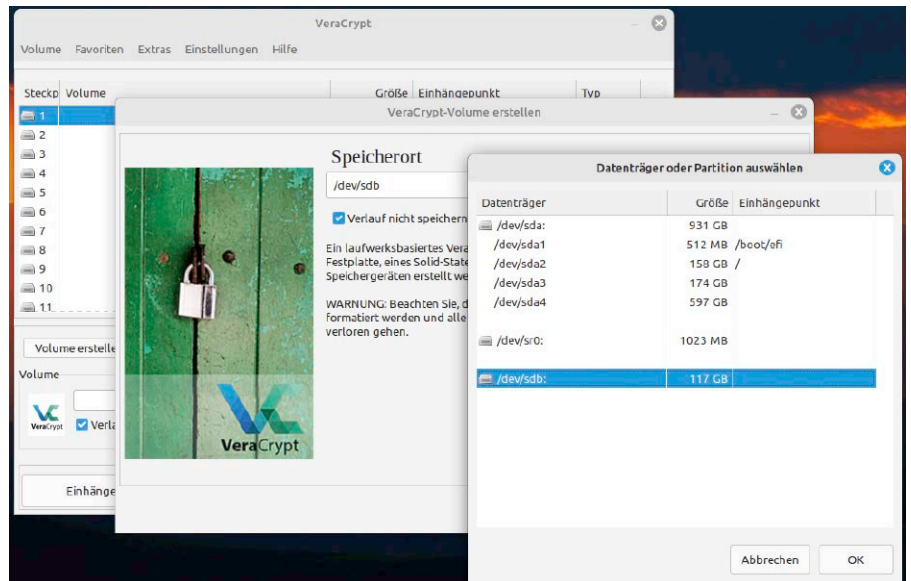 VeraCrypt
Volume Favoriten Extras Einstellungen Hilfe
Steckp Volume Größe Einhängepunkt Typ
1
2
3
4
5
6
7
8
9
10
11
Volume erstelle
Volume
VeraCrypt
Verla
Einhänge
VeraCrypt-Volume erstellen
Speicherort
/dev/sdb
Verlauf nicht speichern
Ein laufwerksbasiertes Vera
Festplatte, eines Solid-State
Speichergeräten erstellt we
WARNUNG: Beachten Sie, d
formatiert werden und alle
verloren gehen.
VeraCrypt
Datenträger oder Partition auswählen
Datenträger Größe Einhängepunkt
/dev/sda: 931 GB
/dev/sda1 512 MB /boot/efi
/dev/sda2 158 GB /
/dev/sda3 174 GB
/dev/sda4 597 GB
/dev/sr0: 1023 MB
/dev/sdb: 117 GB
Abbrechen OK